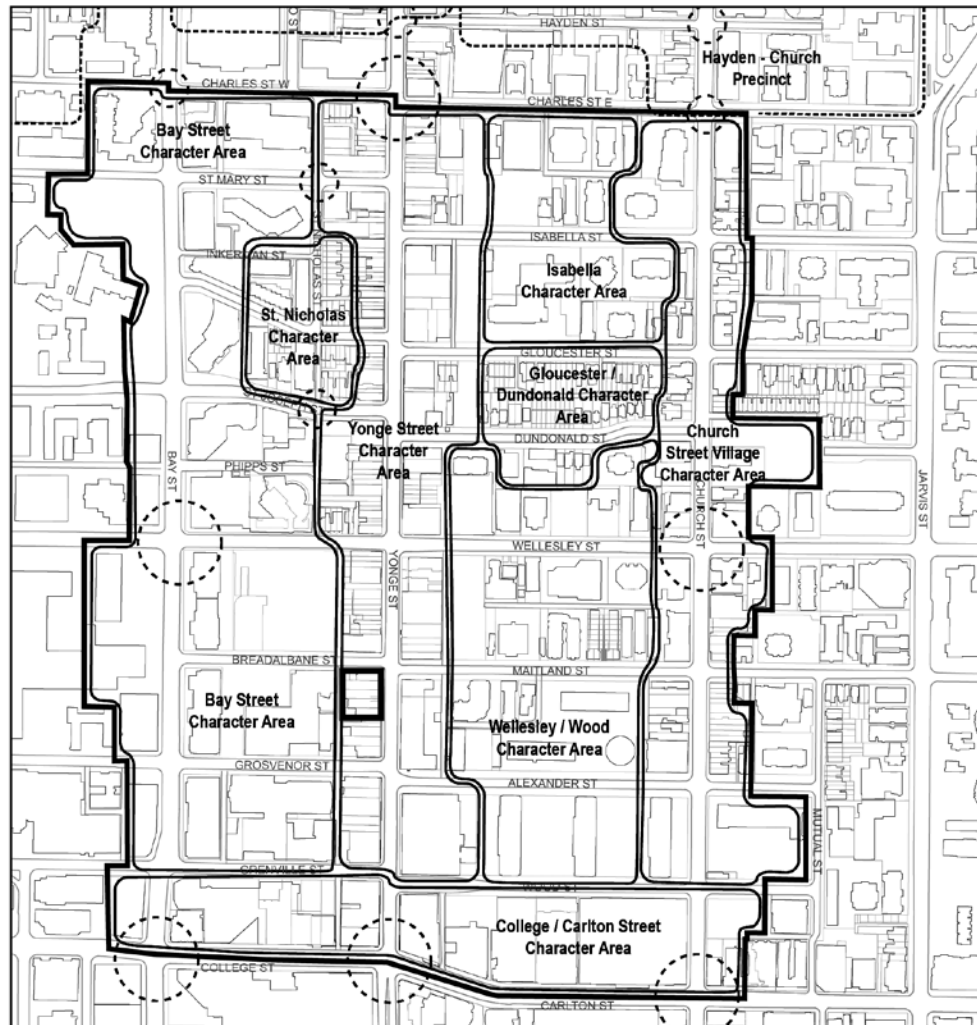 HAYDEN ST
Hayden - Church
Precinct
CHARLES ST W
CHARLES ST E
Bay Street
Character Area
ST MARY ST
ISABELLA ST
INKERMAN ST
Isabella
Character Area
St. Nicholas
Character
Area
GLOUCESTER ST
Gloucester /
Dundonald Character
Area
Yonge Street
Character
Area
DUNDONALD ST
Church
Street Village
Character Area
BAY ST
PHIPPS ST
CHURCH ST
JARVIS ST
WELLESLEY ST
YONGE ST
BREADALBANE ST
MAITLAND ST
Bay Street
Character Area
Wellesley / Wood
Character Area
GROSVENOR ST
ALEXANDER ST
MUTUAL ST
GRENVILLE ST
WOOD ST
College / Carlton Street
Character Area
COLLEGE ST
CARLTON ST